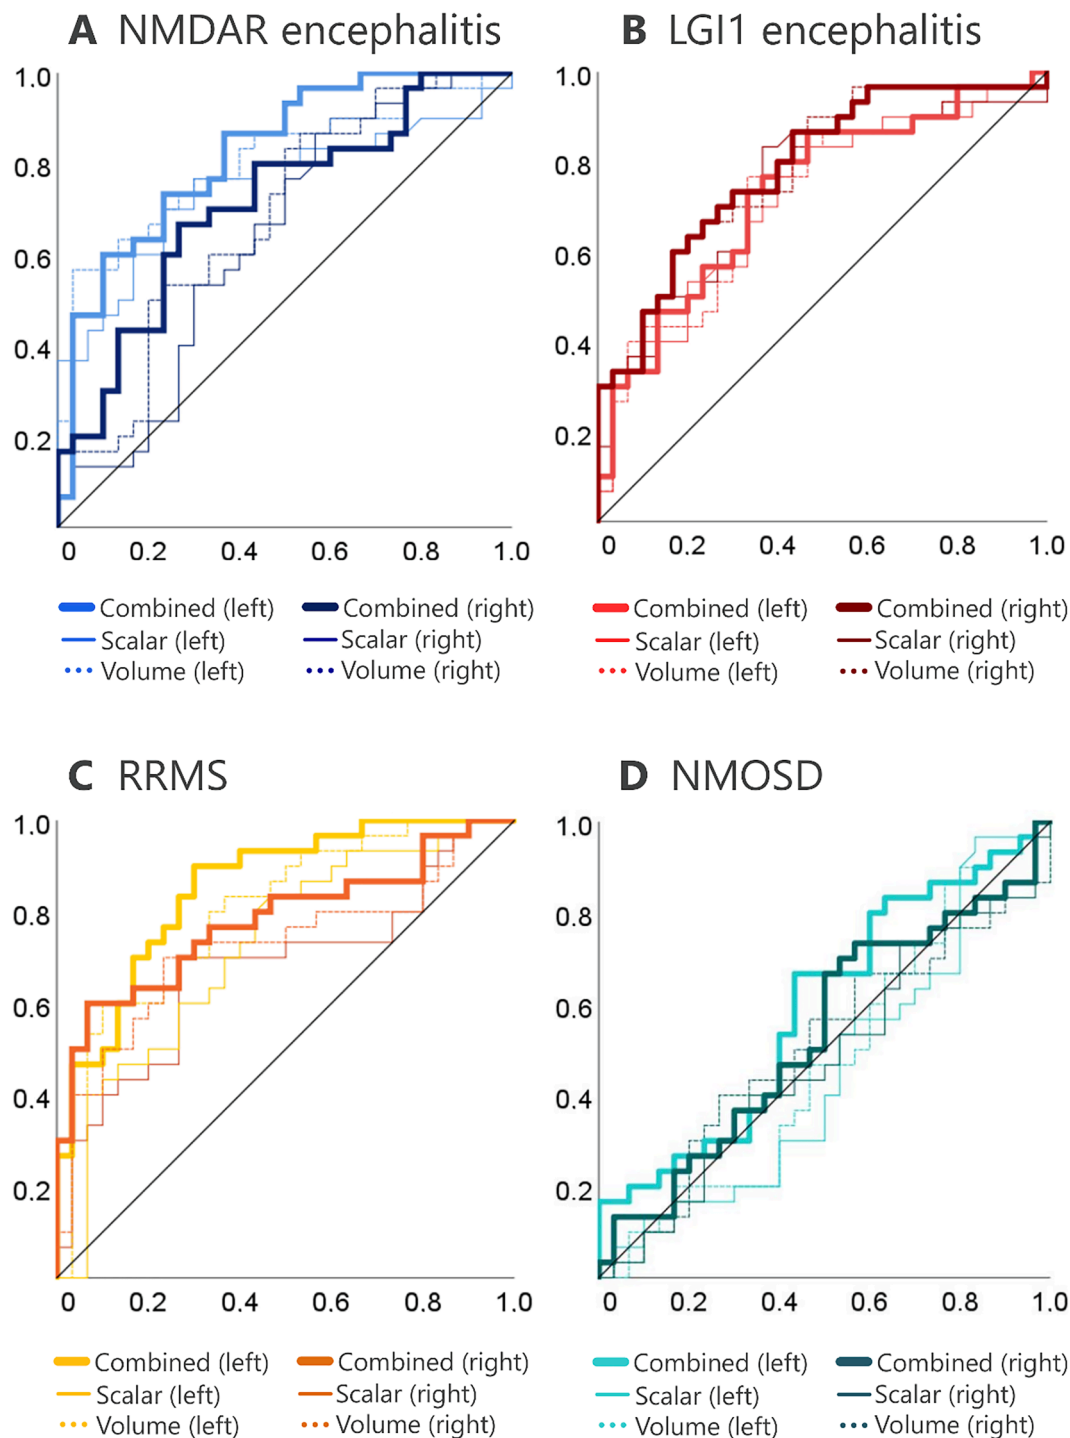 A NMDAR encephalitis
1.0
0.8
0.6
0.4
0.2
0 0.2 0.4 0.6 0.8 1.0
Combined (left) Combined (right)
Scalar (left) Scalar (right)
Volume (left) Volume (right)
B LGI1 encephalitis
1.0
0.8
0.6
0.4
0.2
0 0.2 0.4 0.6 0.8 1.0
Combined (left) Combined (right)
Scalar (left) Scalar (right)
Volume (left) Volume (right)
C RRMS
1.0
0.8
0.6
0.4
0.2
0 0.2 0.4 0.6 0.8 1.0
Combined (left) Combined (right)
Scalar (left) Scalar (right)
Volume (left) Volume (right)
D NMOSD
1.0
0.8
0.6
0.4
0.2
0 0.2 0.4 0.6 0.8 1.0
Combined (left) Combined (right)
Scalar (left) Scalar (right)
Volume (left) Volume (right)